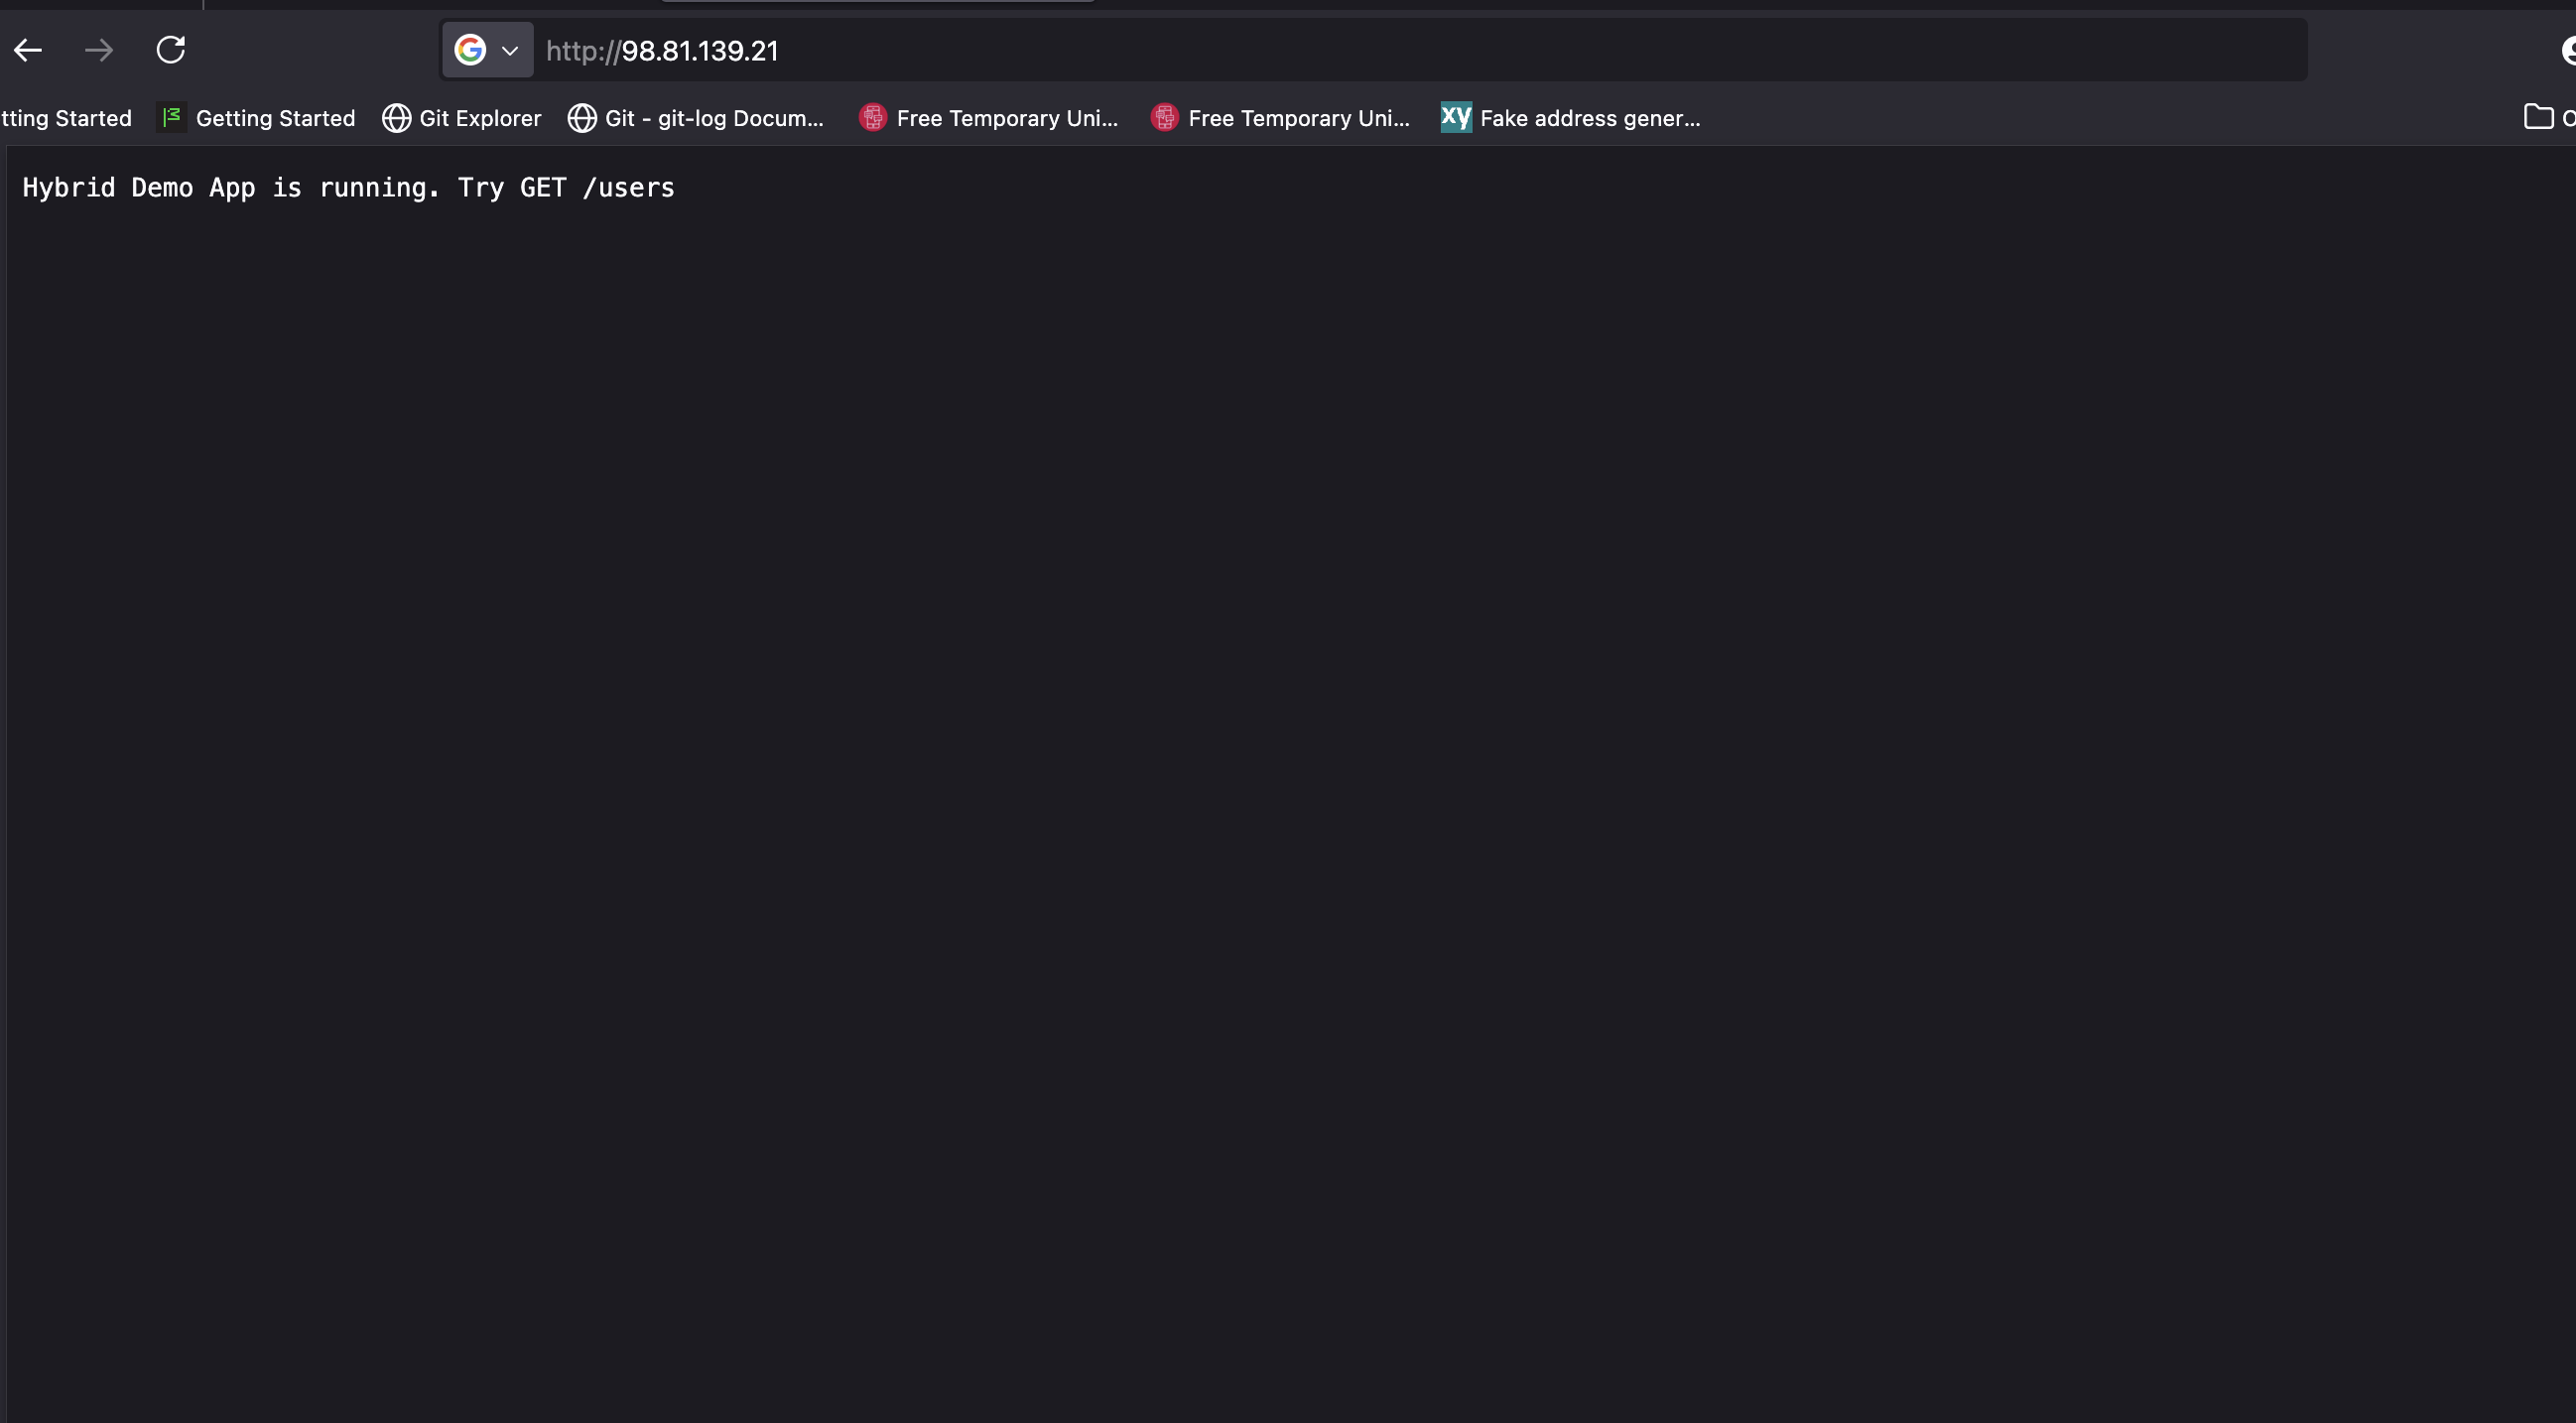 http://98.81.139.21
tting Started Getting Started Git Explorer Git - git-log Docum... Free Temporary Uni... Free Temporary Uni... xy Fake address gener...
Hybrid Demo App is running. Try GET /users